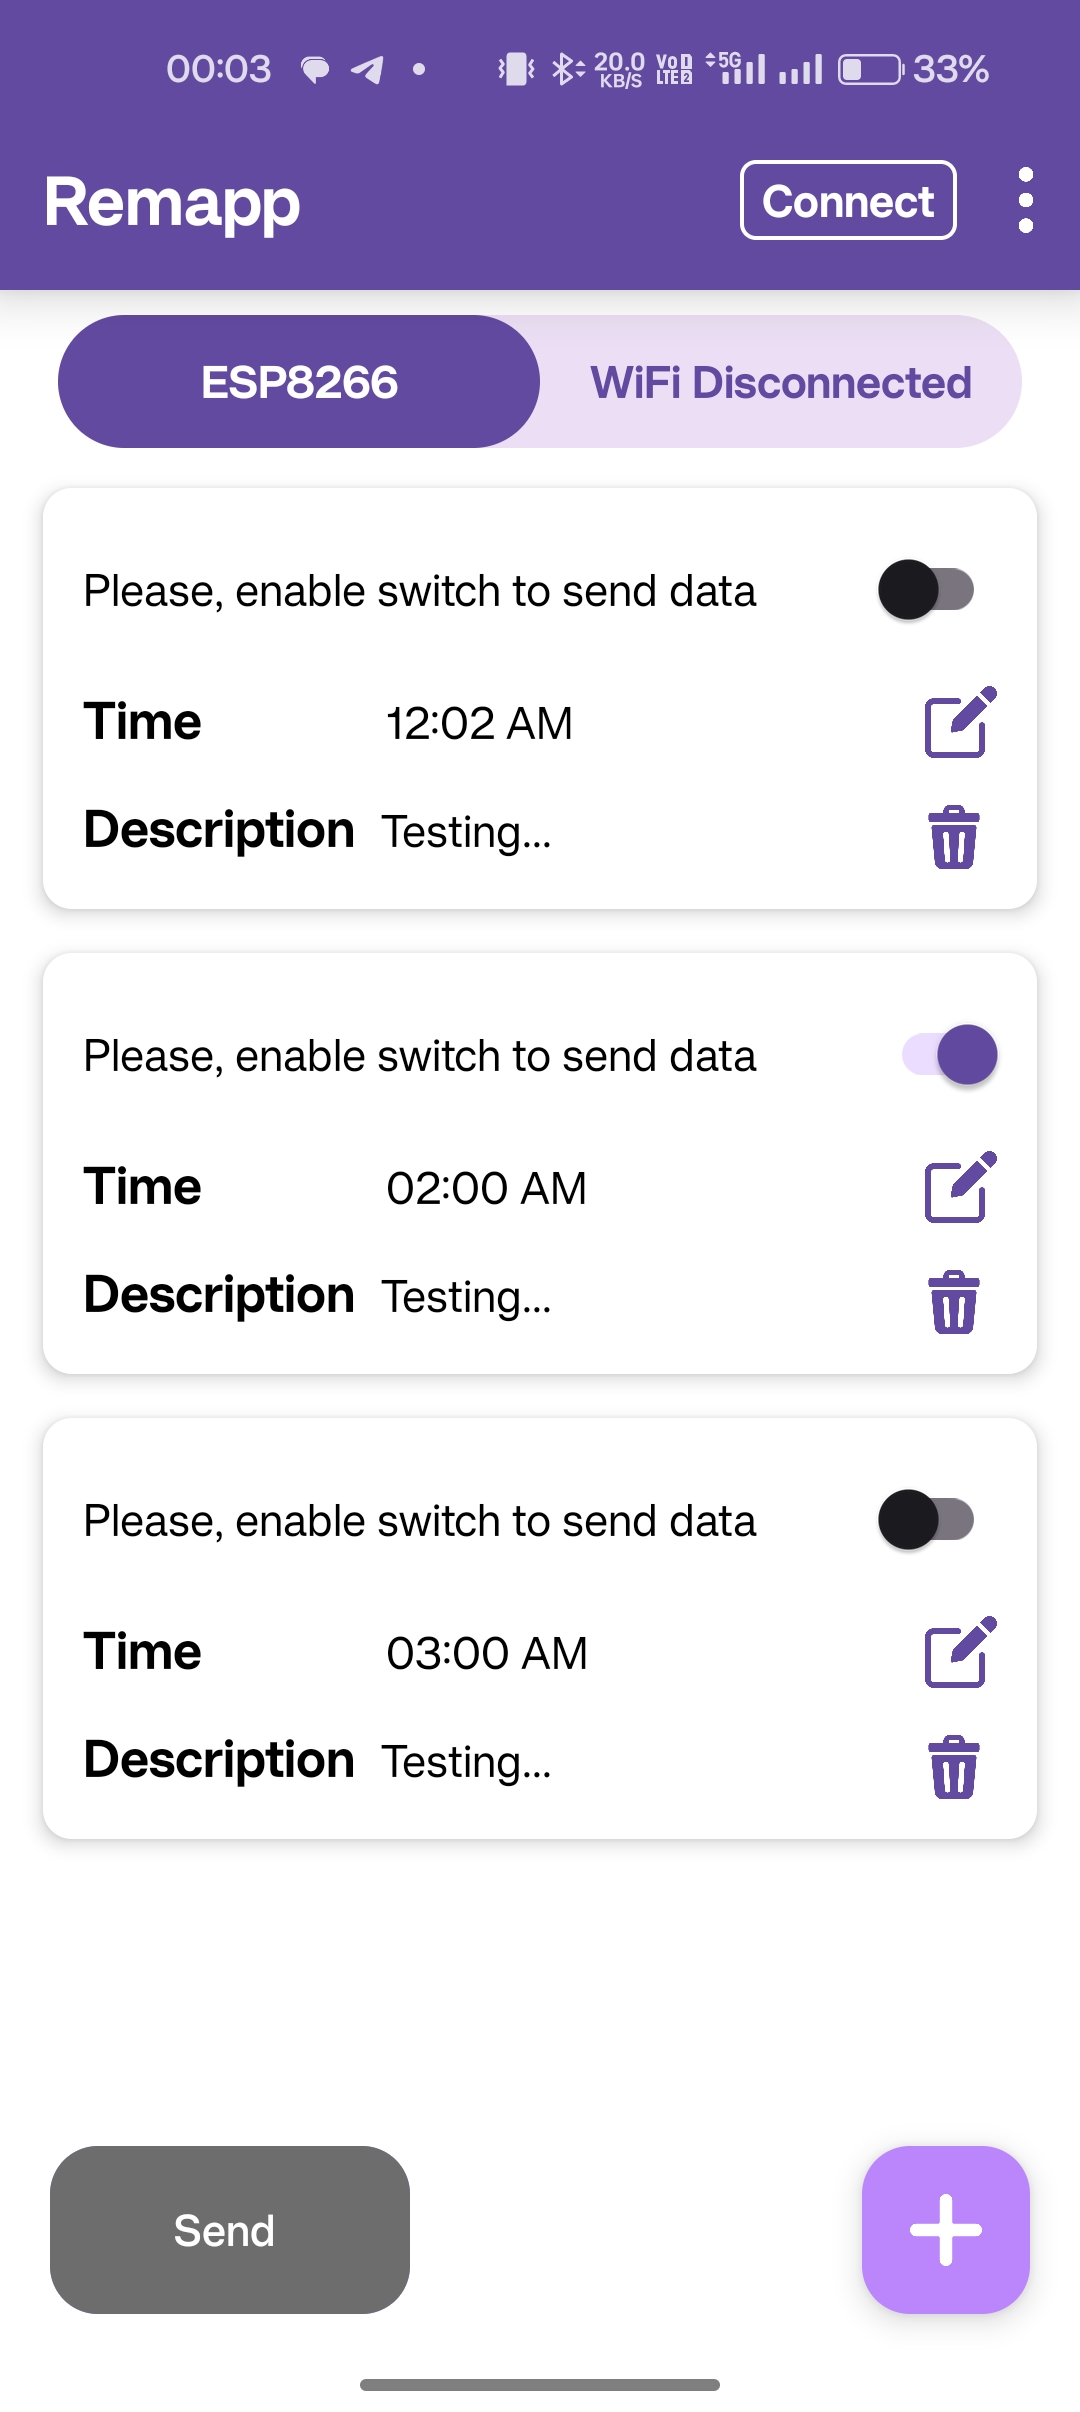 00:03 20.0 KB/S Vo 1 LTE 2 5G 33%
Remapp Connect
ESP8266 WiFi Disconnected
Please, enable switch to send data
Time 12:02 AM
Description Testing...
Please, enable switch to send data
Time 02:00 AM
Description Testing...
Please, enable switch to send data
Time 03:00 AM
Description Testing...
Send